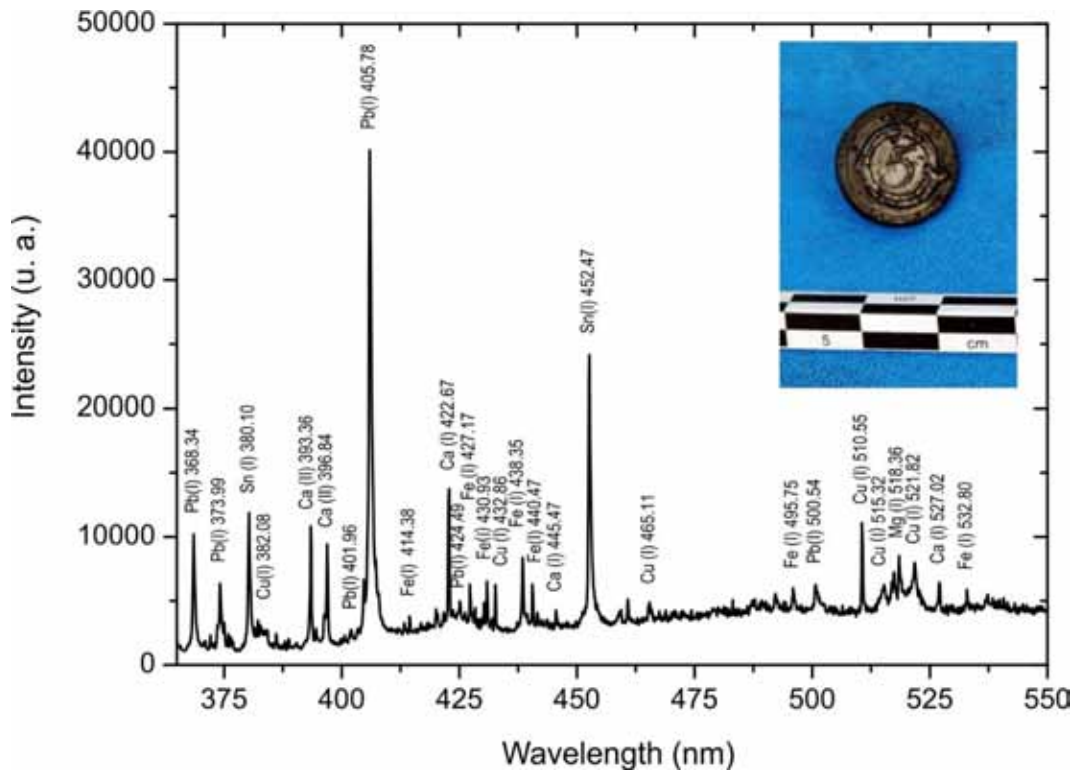 50000
40000
30000
20000
10000
0
Intensity (u. a.)
Pb(I) 368.34
Pb(I) 373.99
Sn (I) 380.10
Cu(I) 382.08
Ca (II) 393.36
Ca (II) 396.84
Pb(I) 401.96
Pb(I) 405.78
Fe(I) 414.38
Ca (I) 422.67
Pb(I) 424.49
Fe (I) 427.17
Fe(I) 430.93
Cu (I) 432.86
Fe (I) 438.35
Fe(I) 440.47
Ca (I) 445.47
Sn(I) 452.47
Cu (I) 465.11
Fe (I) 495.75
Pb(I) 500.54
Cu (I) 510.55
Cu (I) 515.32
Mg (I) 518.36
Cu (I) 521.82
Ca (I) 527.02
Fe (I) 532.80
5 cm
375 400 425 450 475 500 525 550
Wavelength (nm)